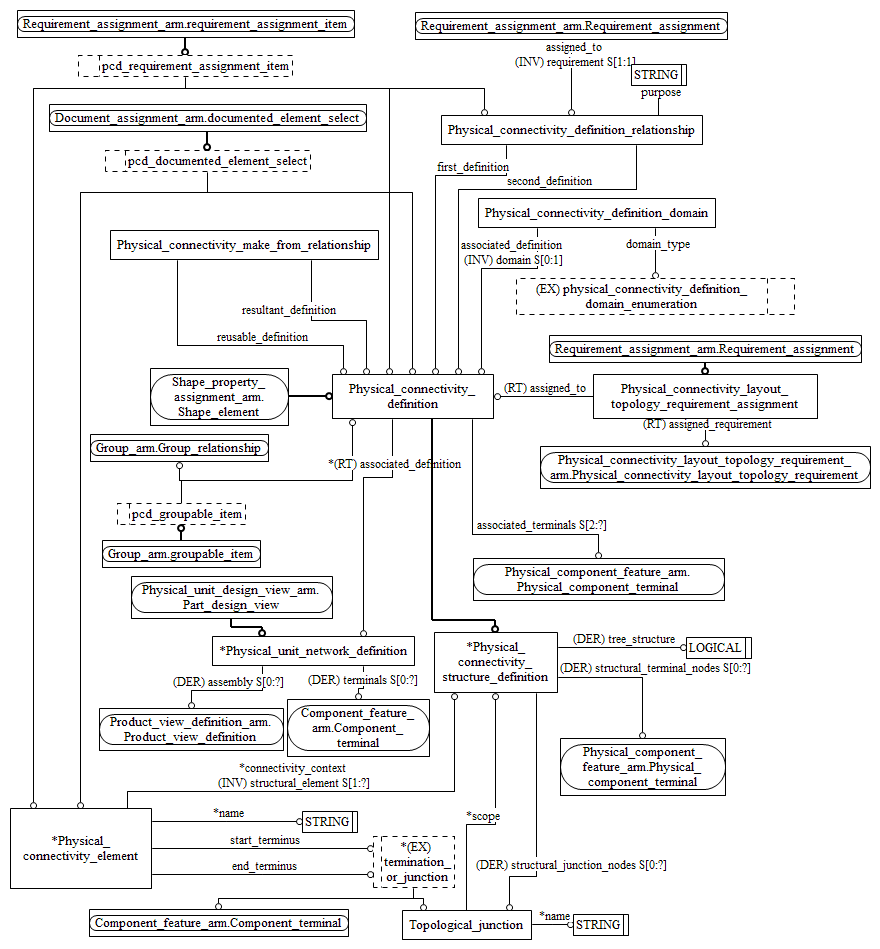 Requirement_assignment_arm.requirement_assignment_item
Requirement_assignment_arm.Requirement_assignment
assigned_to
(INV) requirement S[1:1]
pcd_requirement_assignment_item
STRING
purpose
Document_assignment_arm.documented_element_select
Physical_connectivity_definition_relationship
pcd_documented_element_select
first_definition
second_definition
Physical_connectivity_definition_domain
Physical_connectivity_make_from_relationship
associated_definition
(INV) domain S[0:1]
domain_type
(EX) physical_connectivity_definition_
domain_enumeration
resultant_definition
reusable_definition
Requirement_assignment_arm.Requirement_assignment
Shape_property_
assignment_arm.
Shape_element
Physical_connectivity_
definition
(RT) assigned_to
Physical_connectivity_layout_
topology_requirement_assignment
(RT) assigned_requirement
Group_arm.Group_relationship
*(RT) associated_definition
Physical_connectivity_layout_topology_requirement_
arm.Physical_connectivity_layout_topology_requirement
pcd_groupable_item
associated_terminals S[2:?]
Group_arm.groupable_item
Physical_component_feature_arm.
Physical_component_terminal
Physical_unit_design_view_arm.
Part_design_view
*Physical_unit_network_definition
*Physical_
connectivity_
structure_definition
(DER) tree_structure
LOGICAL
(DER) structural_terminal_nodes S[0:?]
(DER) assembly S[0:?]
(DER) terminals S[0:?]
Product_view_definition_arm.
Product_view_definition
Component_feature_
arm.Component_
terminal
Physical_component_
feature_arm.Physical_
component_terminal
*connectivity_context
(INV) structural_element S[1:?]
*name
STRING
*scope
*Physical_
connectivity_element
start_terminus
end_terminus
*(EX)
termination_
or_junction
(DER) structural_junction_nodes S[0:?]
Component_feature_arm.Component_terminal
Topological_junction
*name
STRING